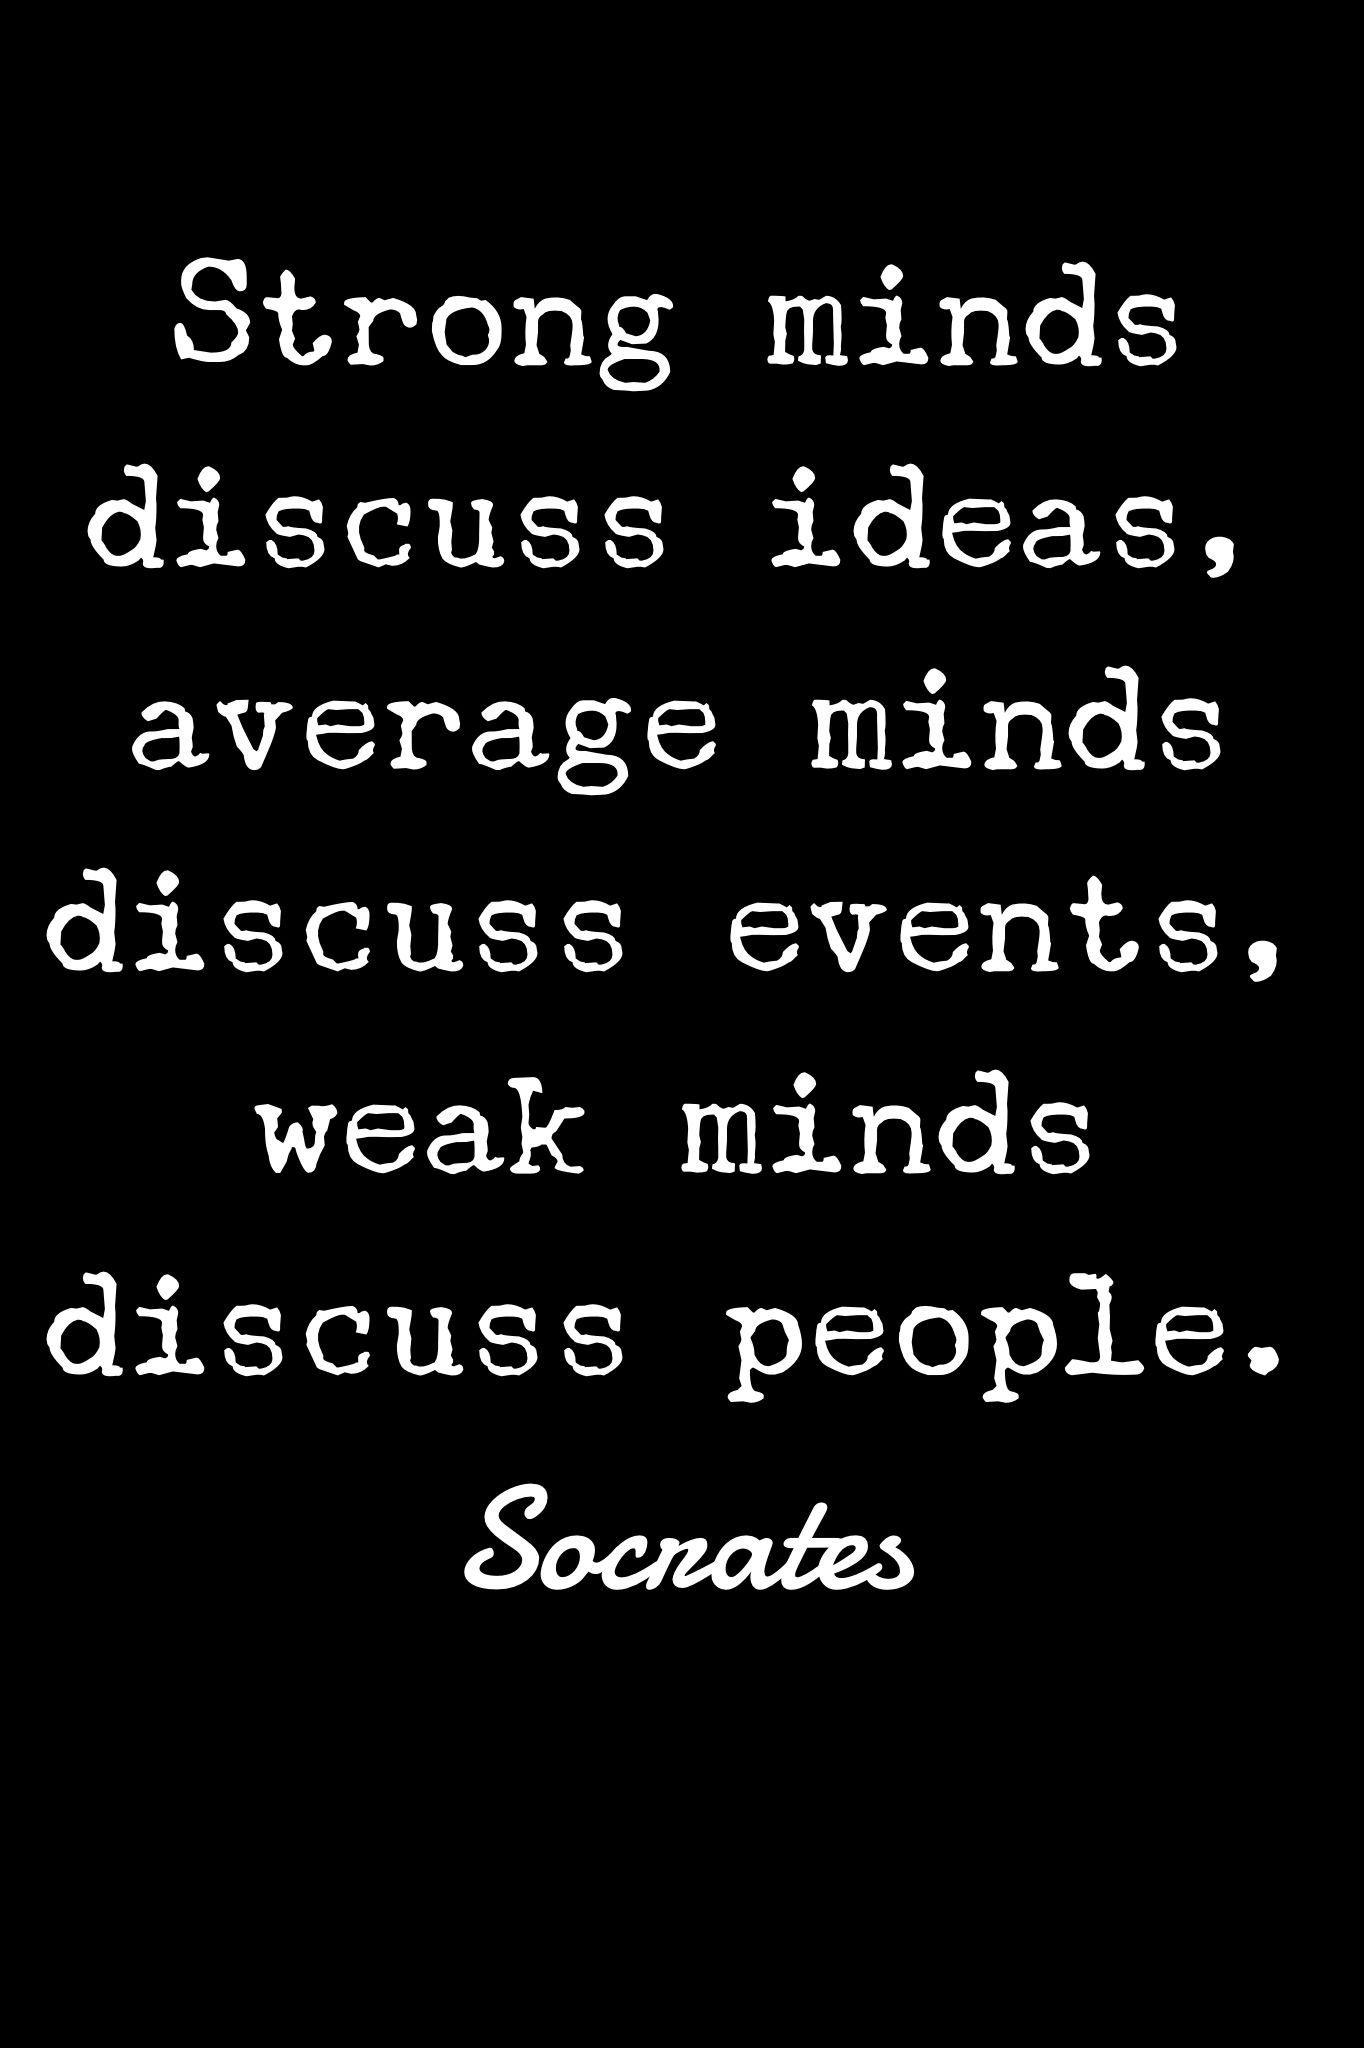 Strong minds
discuss ideas,
average minds
discuss events,
weak minds
discuss people.
Socrates